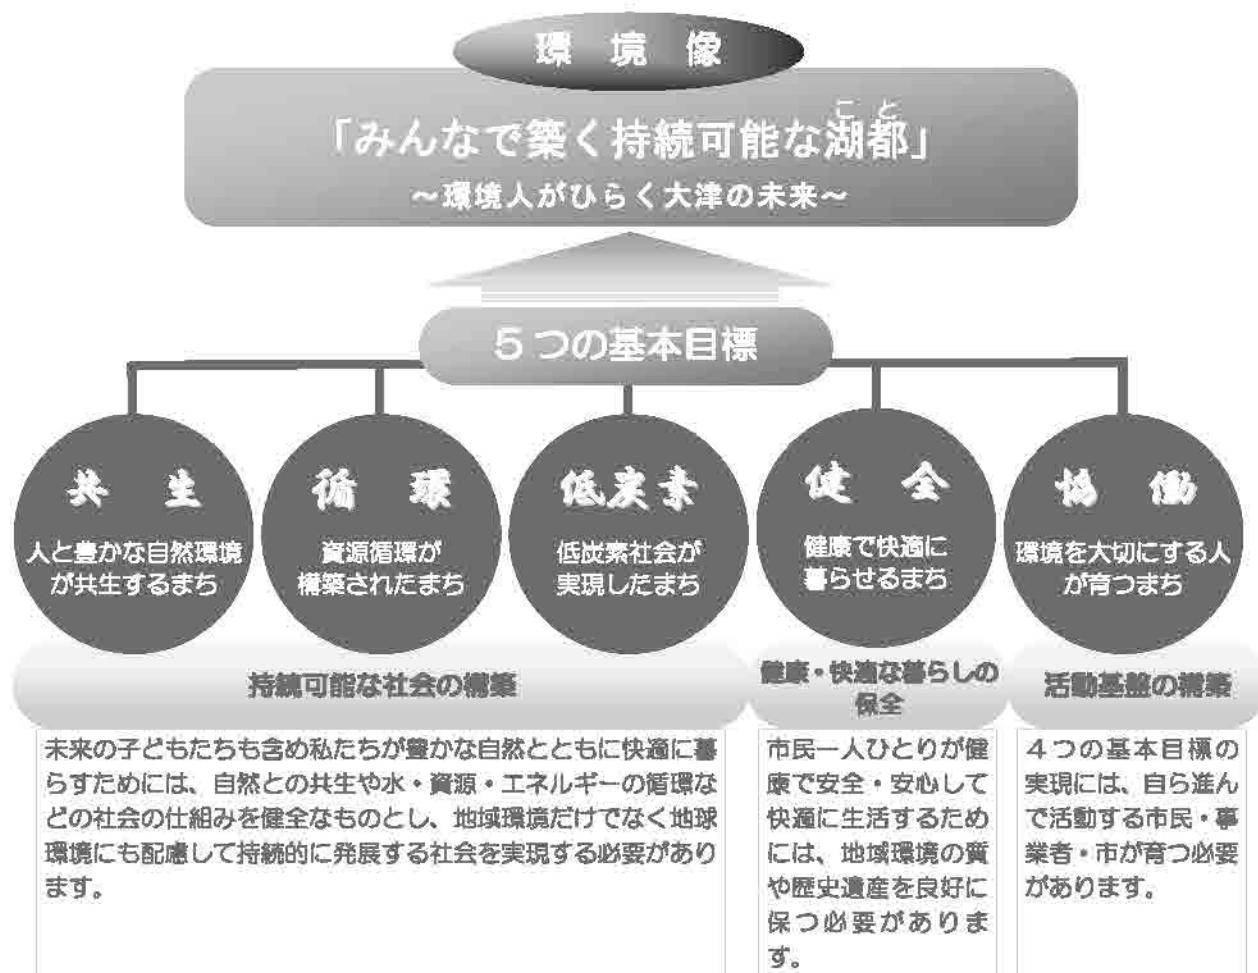 環境像
こと
「みんなで築く持続可能な湖都」
～環境人がひらく大津の未来～
5つの基本目標
共生
人と豊かな自然環境
が共生するまち
循環
資源循環が
構築されたまち
低炭素
低炭素社会が
実現したまち
健全
健康で快適に
暮らせるまち
協働
環境を大切にする人
が育つまち
持続可能な社会の構築
未来の子どもたちも含め私たちが豊かな自然とともに快適に暮
らすためには、自然との共生や水・資源・エネルギーの循環な
どの社会の仕組みを健全なものとし、地域環境だけでなく地球
環境にも配慮して持続的に発展する社会を実現する必要があり
ます。
健康・快適な暮らしの
保全
市民一人ひとりが健
康で安全・安心して
快適に生活するため
には、地域環境の質
や歴史遺産を良好に
保つ必要がありま
す。
活動基盤の構築
４つの基本目標の
実現には、自ら進ん
で活動する市民・事
業者・市が育つ必要
があります。